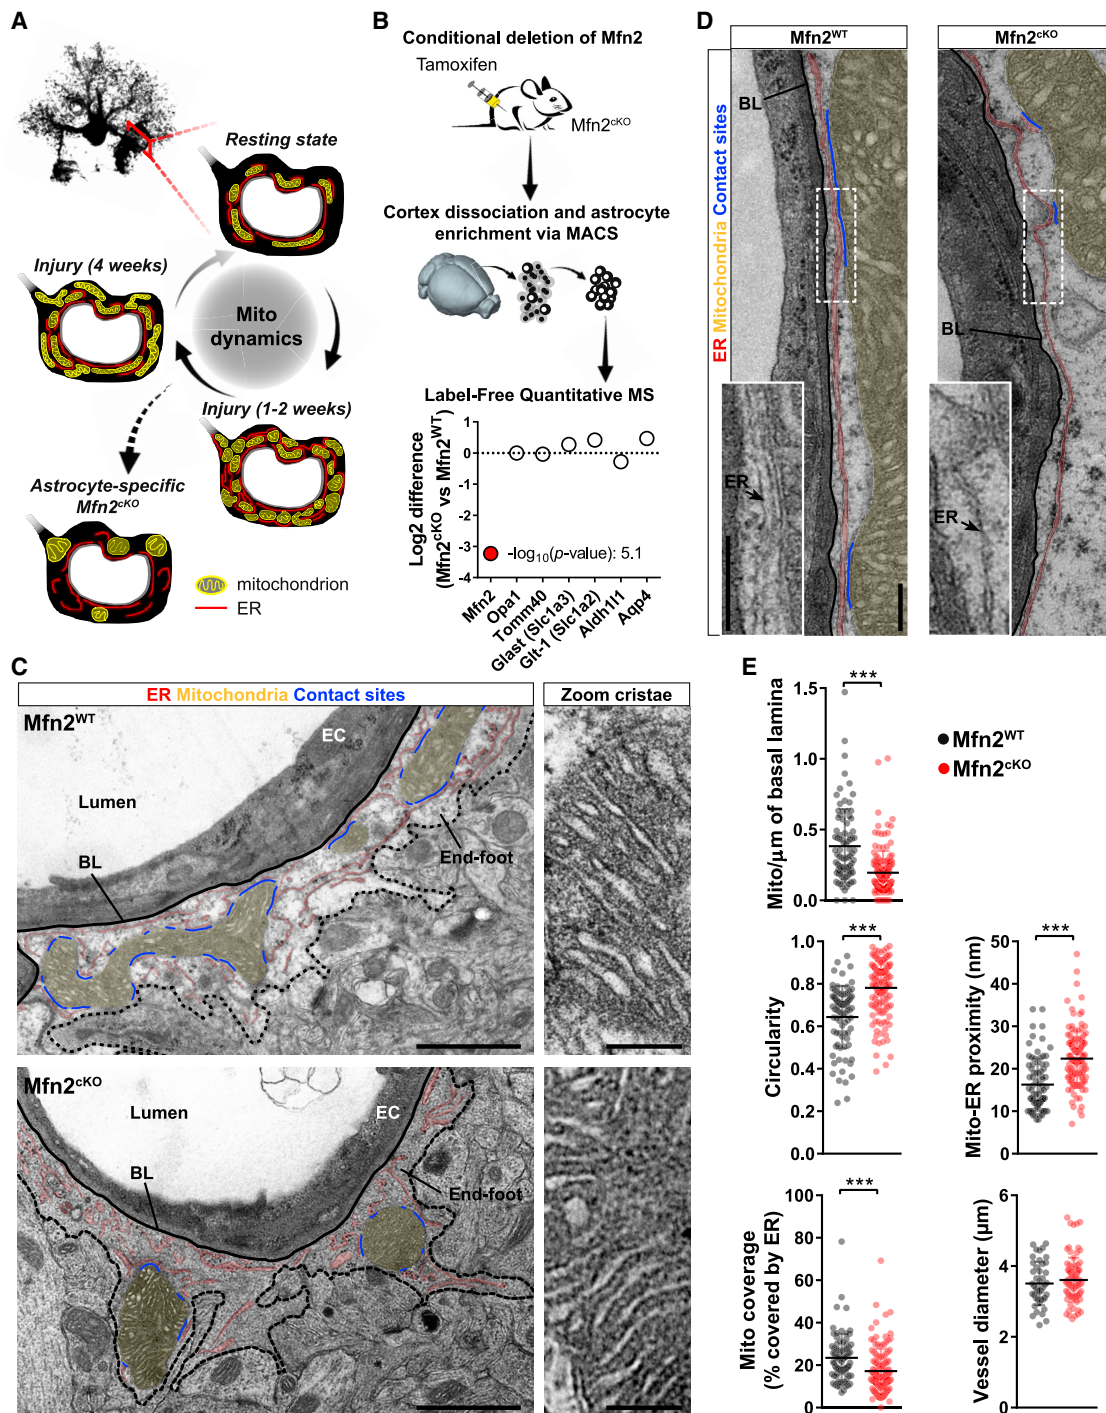 A
Resting state
Injury (4 weeks)
Mito
dynamics
Injury (1-2 weeks)
Astrocyte-specific
Mfn2cKO
mitochondrion
ER
B
Conditional deletion of Mfn2
Tamoxifen
Mfn2cKO
Cortex dissociation and astrocyte
enrichment via MACS
Label-Free Quantitative MS
Log2 difference
(Mfn2cKO vs Mfn2WT)
1
0
-1
-2
-3
-4
-log10(p-value): 5.1
Mfn2
Opa1
Tomm40
Glast (Slc1a3)
Glt-1 (Slc1a2)
Aldh1l1
Aqp4
C
ER Mitochondria Contact sites
Zoom cristae
Mfn2WT
EC
Lumen
BL
End-foot
Mfn2cKO
Lumen
EC
BL
End-foot
D
ER Mitochondria Contact sites
Mfn2WT
Mfn2cKO
BL
BL
ER
ER
E
Mfn2WT
Mfn2cKO
Mito/μm of basal lamina
1.5
1.0
0.5
0.0
***
Circularity
1.0
0.8
0.6
0.4
0.2
0.0
***
Mito-ER proximity (nm)
50
40
30
20
10
0
***
Mito coverage
(% covered by ER)
100
80
60
40
20
0
***
Vessel diameter (μm)
6
4
2
0